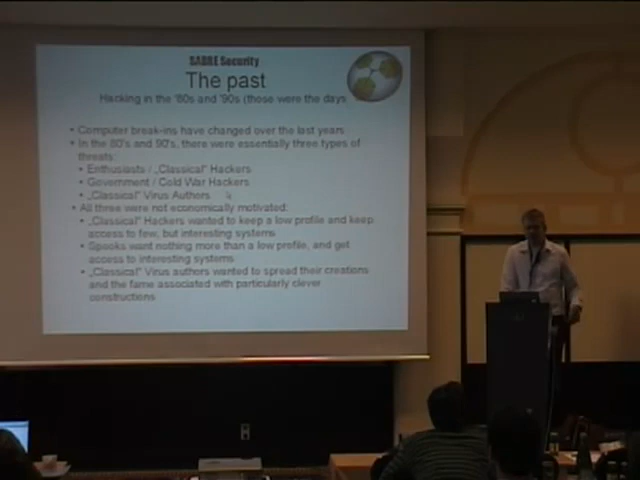 SABRE Security
The past
Hacking in the '80s and '90s (those were the days
• Computer break-ins have changed over the last years
• In the 80's and 90's, there were essentially three types of
threats:
• Enthusiasts / „Classical" Hackers
• Government / Cold War Hackers
• „Classical" Virus Authors
• All three were not economically motivated:
• „Classical" Hackers wanted to keep a low profile and keep
access to few, but interesting systems
• Spooks want nothing more than a low profile, and get
access to interesting systems
• „Classical" Virus authors wanted to spread their creations
and the fame associated with particularly clever
constructions